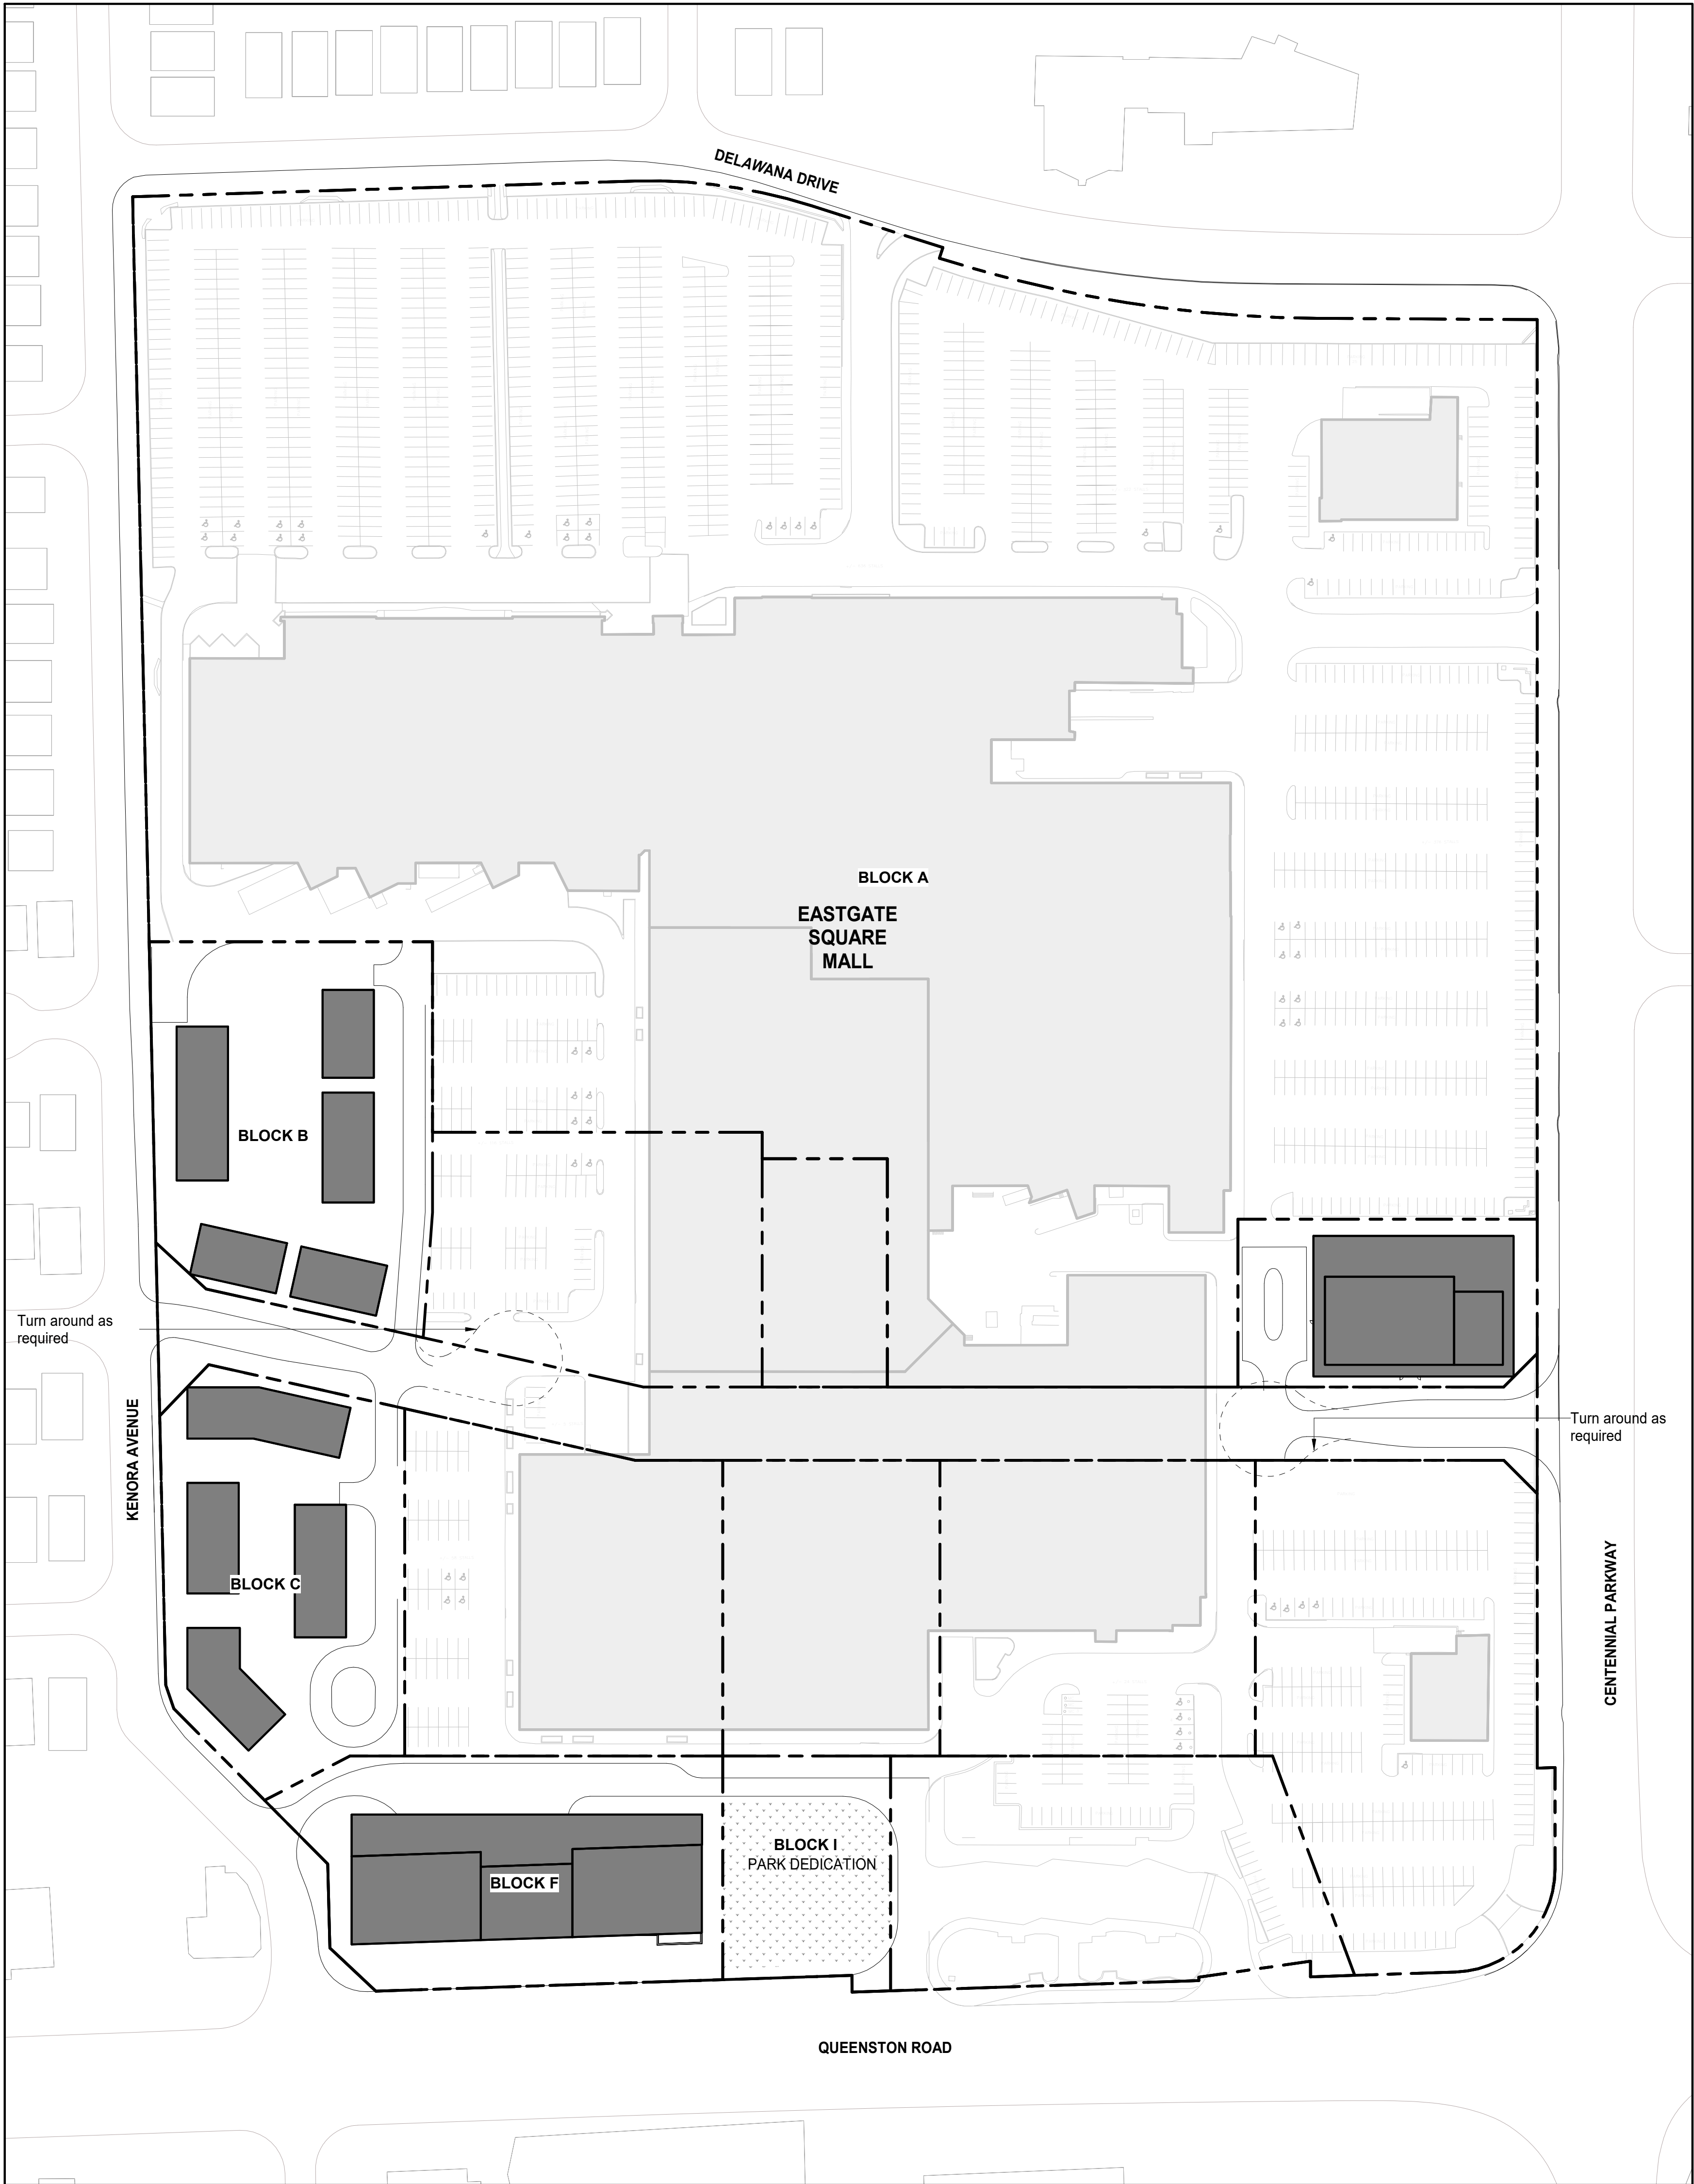 DELAWANA DRIVE
BLOCK A
EASTGATE
SQUARE
MALL
BLOCK B
Turn around as
required
KENORA AVENUE
Turn around as
required
BLOCK C
CENTENNIAL PARKWAY
BLOCK I
PARK DEDICATION
BLOCK F
QUEENSTON ROAD